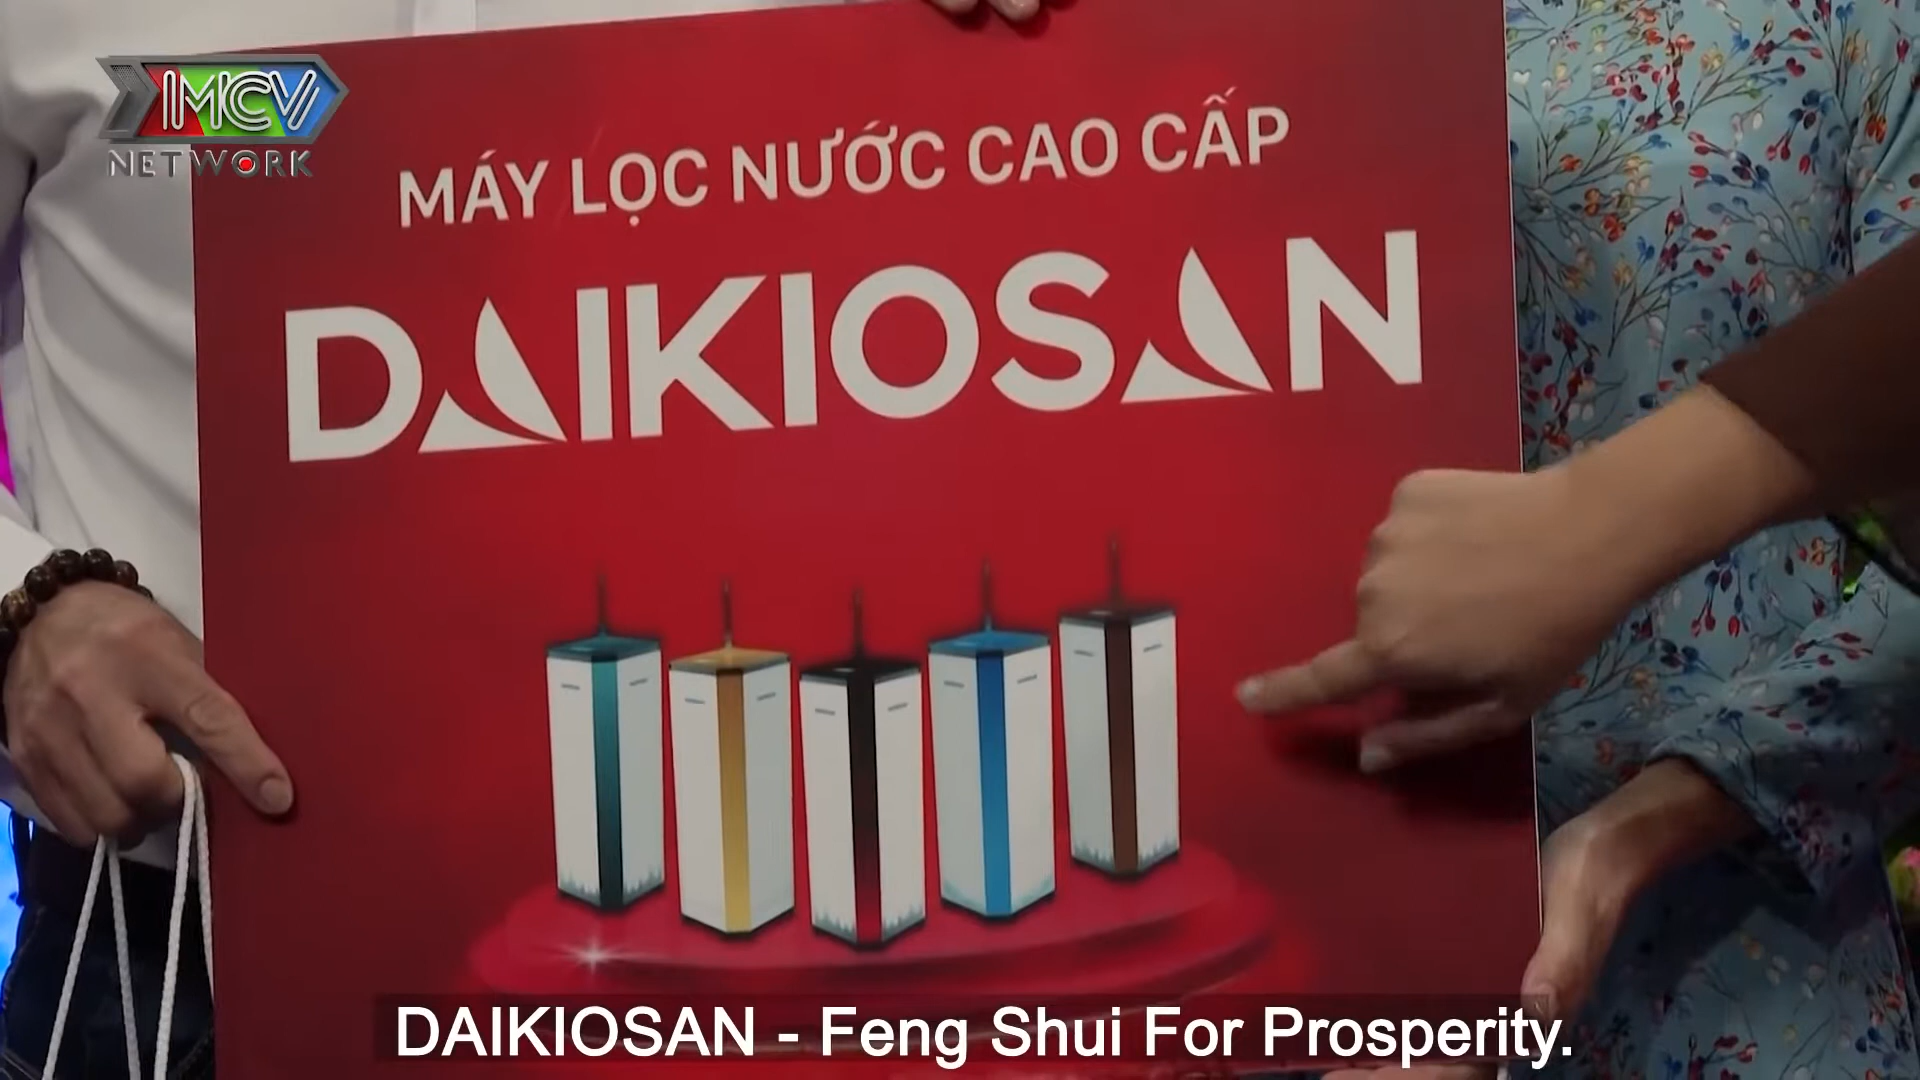 MCV
NETWORK
MÁY LỌC NƯỚC CAO CẤP
DAIKIOSAN
DAIKIOSAN - Feng Shui For Prosperity.